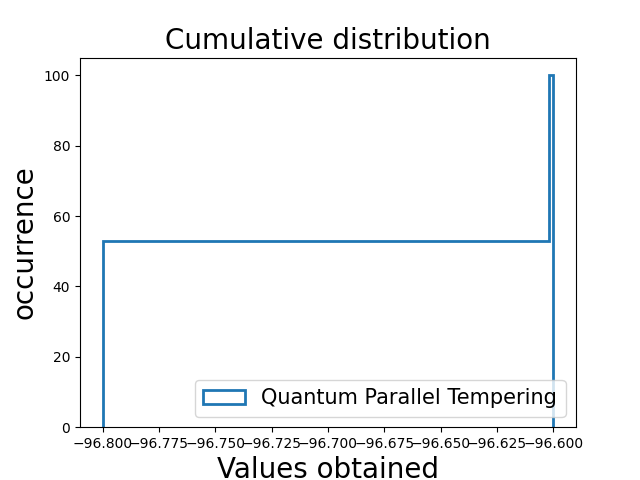 Cumulative distribution
100
80
60
40
20
0
occurrence
Quantum Parallel Tempering
−96.800 −96.775 −96.750 −96.725 −96.700 −96.675 −96.650 −96.625 −96.600
Values obtained